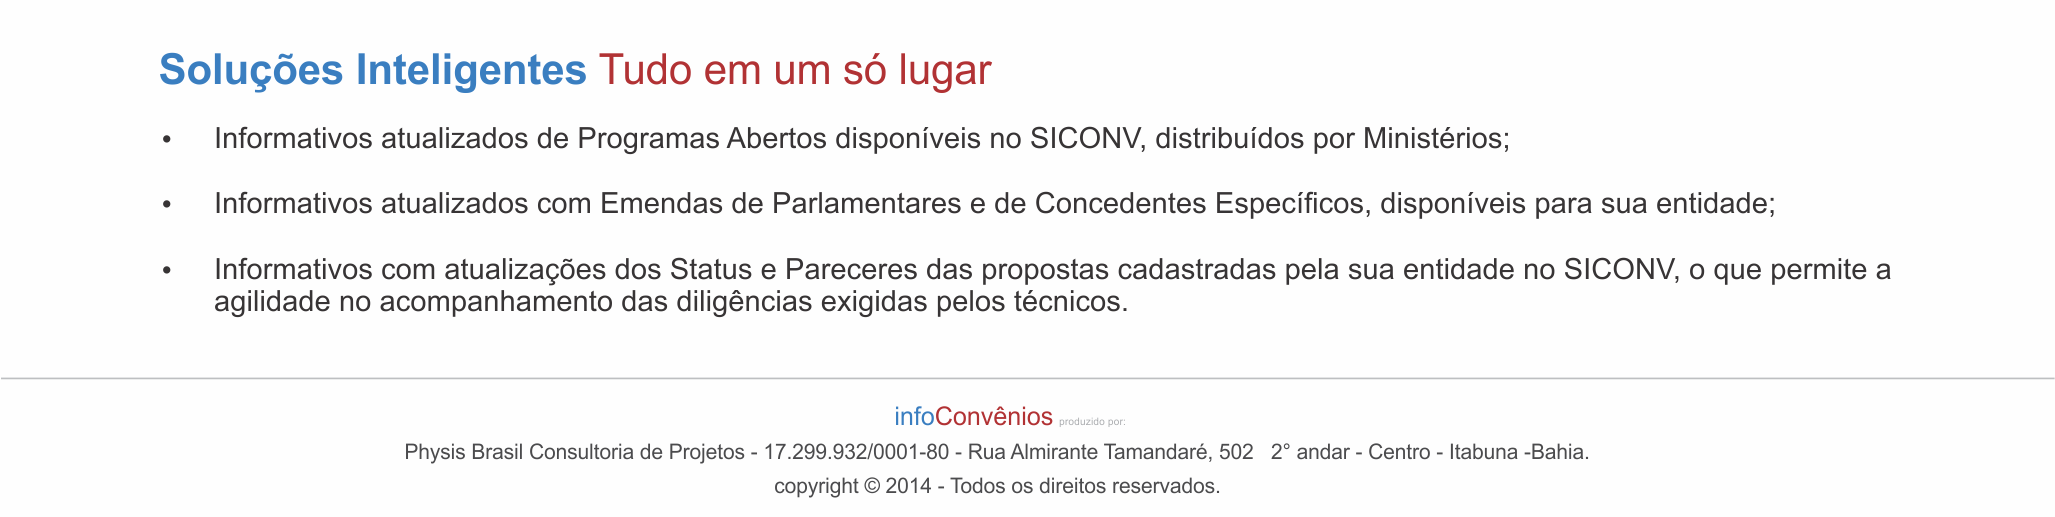 Soluções Inteligentes Tudo em um só lugar
• Informativos atualizados de Programas Abertos disponíveis no SICONV, distribuídos por Ministérios;
• Informativos atualizados com Emendas de Parlamentares e de Concedentes Específicos, disponíveis para sua entidade;
• Informativos com atualizações dos Status e Pareceres das propostas cadastradas pela sua entidade no SICONV, o que permite a
agilidade no acompanhamento das diligências exigidas pelos técnicos.
infoConvênios produzido por:
Physis Brasil Consultoria de Projetos - 17.299.932/0001-80 - Rua Almirante Tamandaré, 502 2° andar - Centro - Itabuna -Bahia.
copyright © 2014 - Todos os direitos reservados.